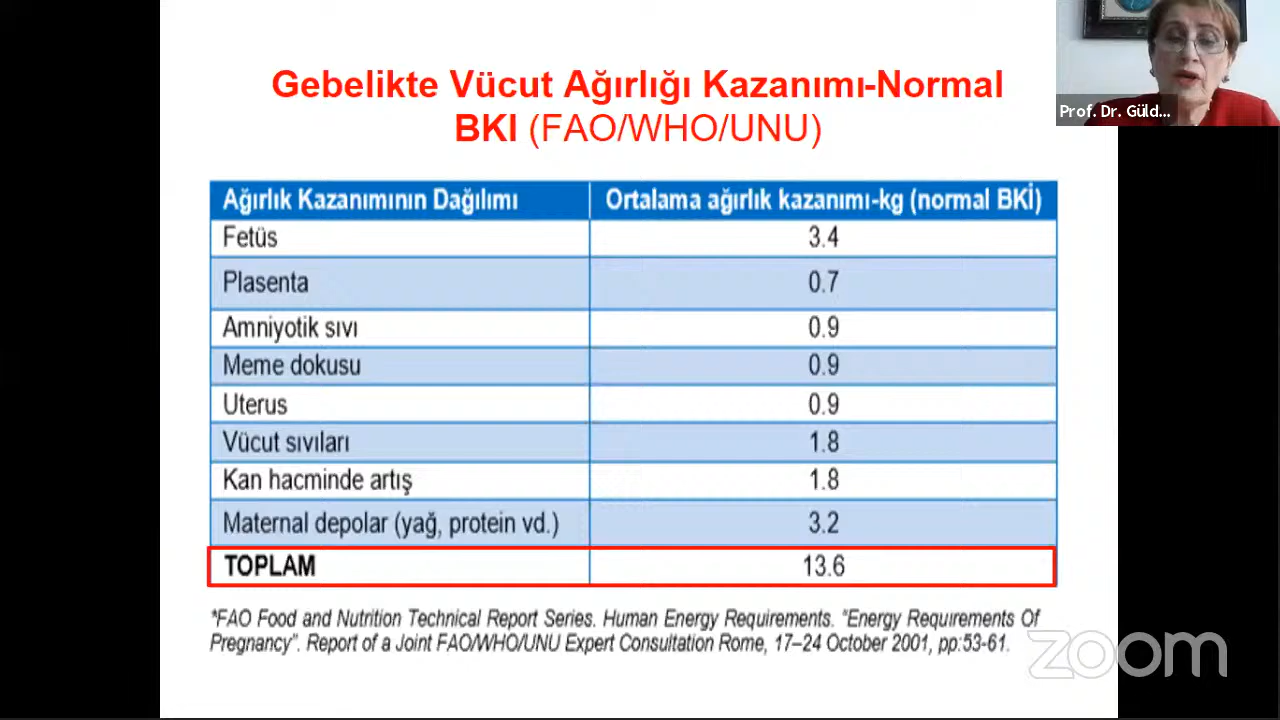 Gebelikte Vücut Ağırlığı Kazanımı-Normal
BKI (FAO/WHO/UNU)
Prof. Dr. Güld...
Ağırlık Kazanımının Dağılımı Ortalama ağırlık kazanımı-kg (normal BKİ)
Fetüs 3.4
Plasenta 0.7
Amniyotik sıvı 0.9
Meme dokusu 0.9
Uterus 0.9
Vücut sıvıları 1.8
Kan hacminde artış 1.8
Maternal depolar (yağ, protein vd.) 3.2
TOPLAM 13.6
*FAO Food and Nutrition Technical Report Series. Human Energy Requirements. “Energy Requirements Of
Pregnancy”. Report of a Joint FAO/WHO/UNU Expert Consultation Rome, 17–24 October 2001, pp:53-61.
zoom